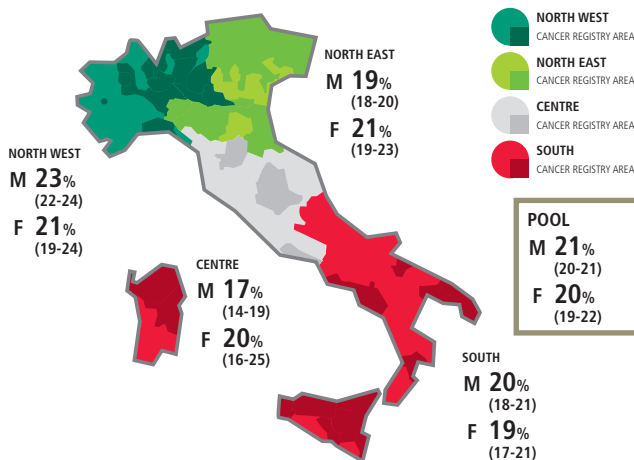 NORTH WEST
CANCER REGISTRY AREA
NORTH EAST
CANCER REGISTRY AREA
CENTRE
CANCER REGISTRY AREA
SOUTH
CANCER REGISTRY AREA
NORTH EAST
M 19%
(18-20)
F 21%
(19-23)
NORTH WEST
M 23%
(22-24)
F 21%
(19-24)
CENTRE
M 17%
(14-19)
F 20%
(16-25)
POOL
M 21%
(20-21)
F 20%
(19-22)
SOUTH
M 20%
(18-21)
F 19%
(17-21)